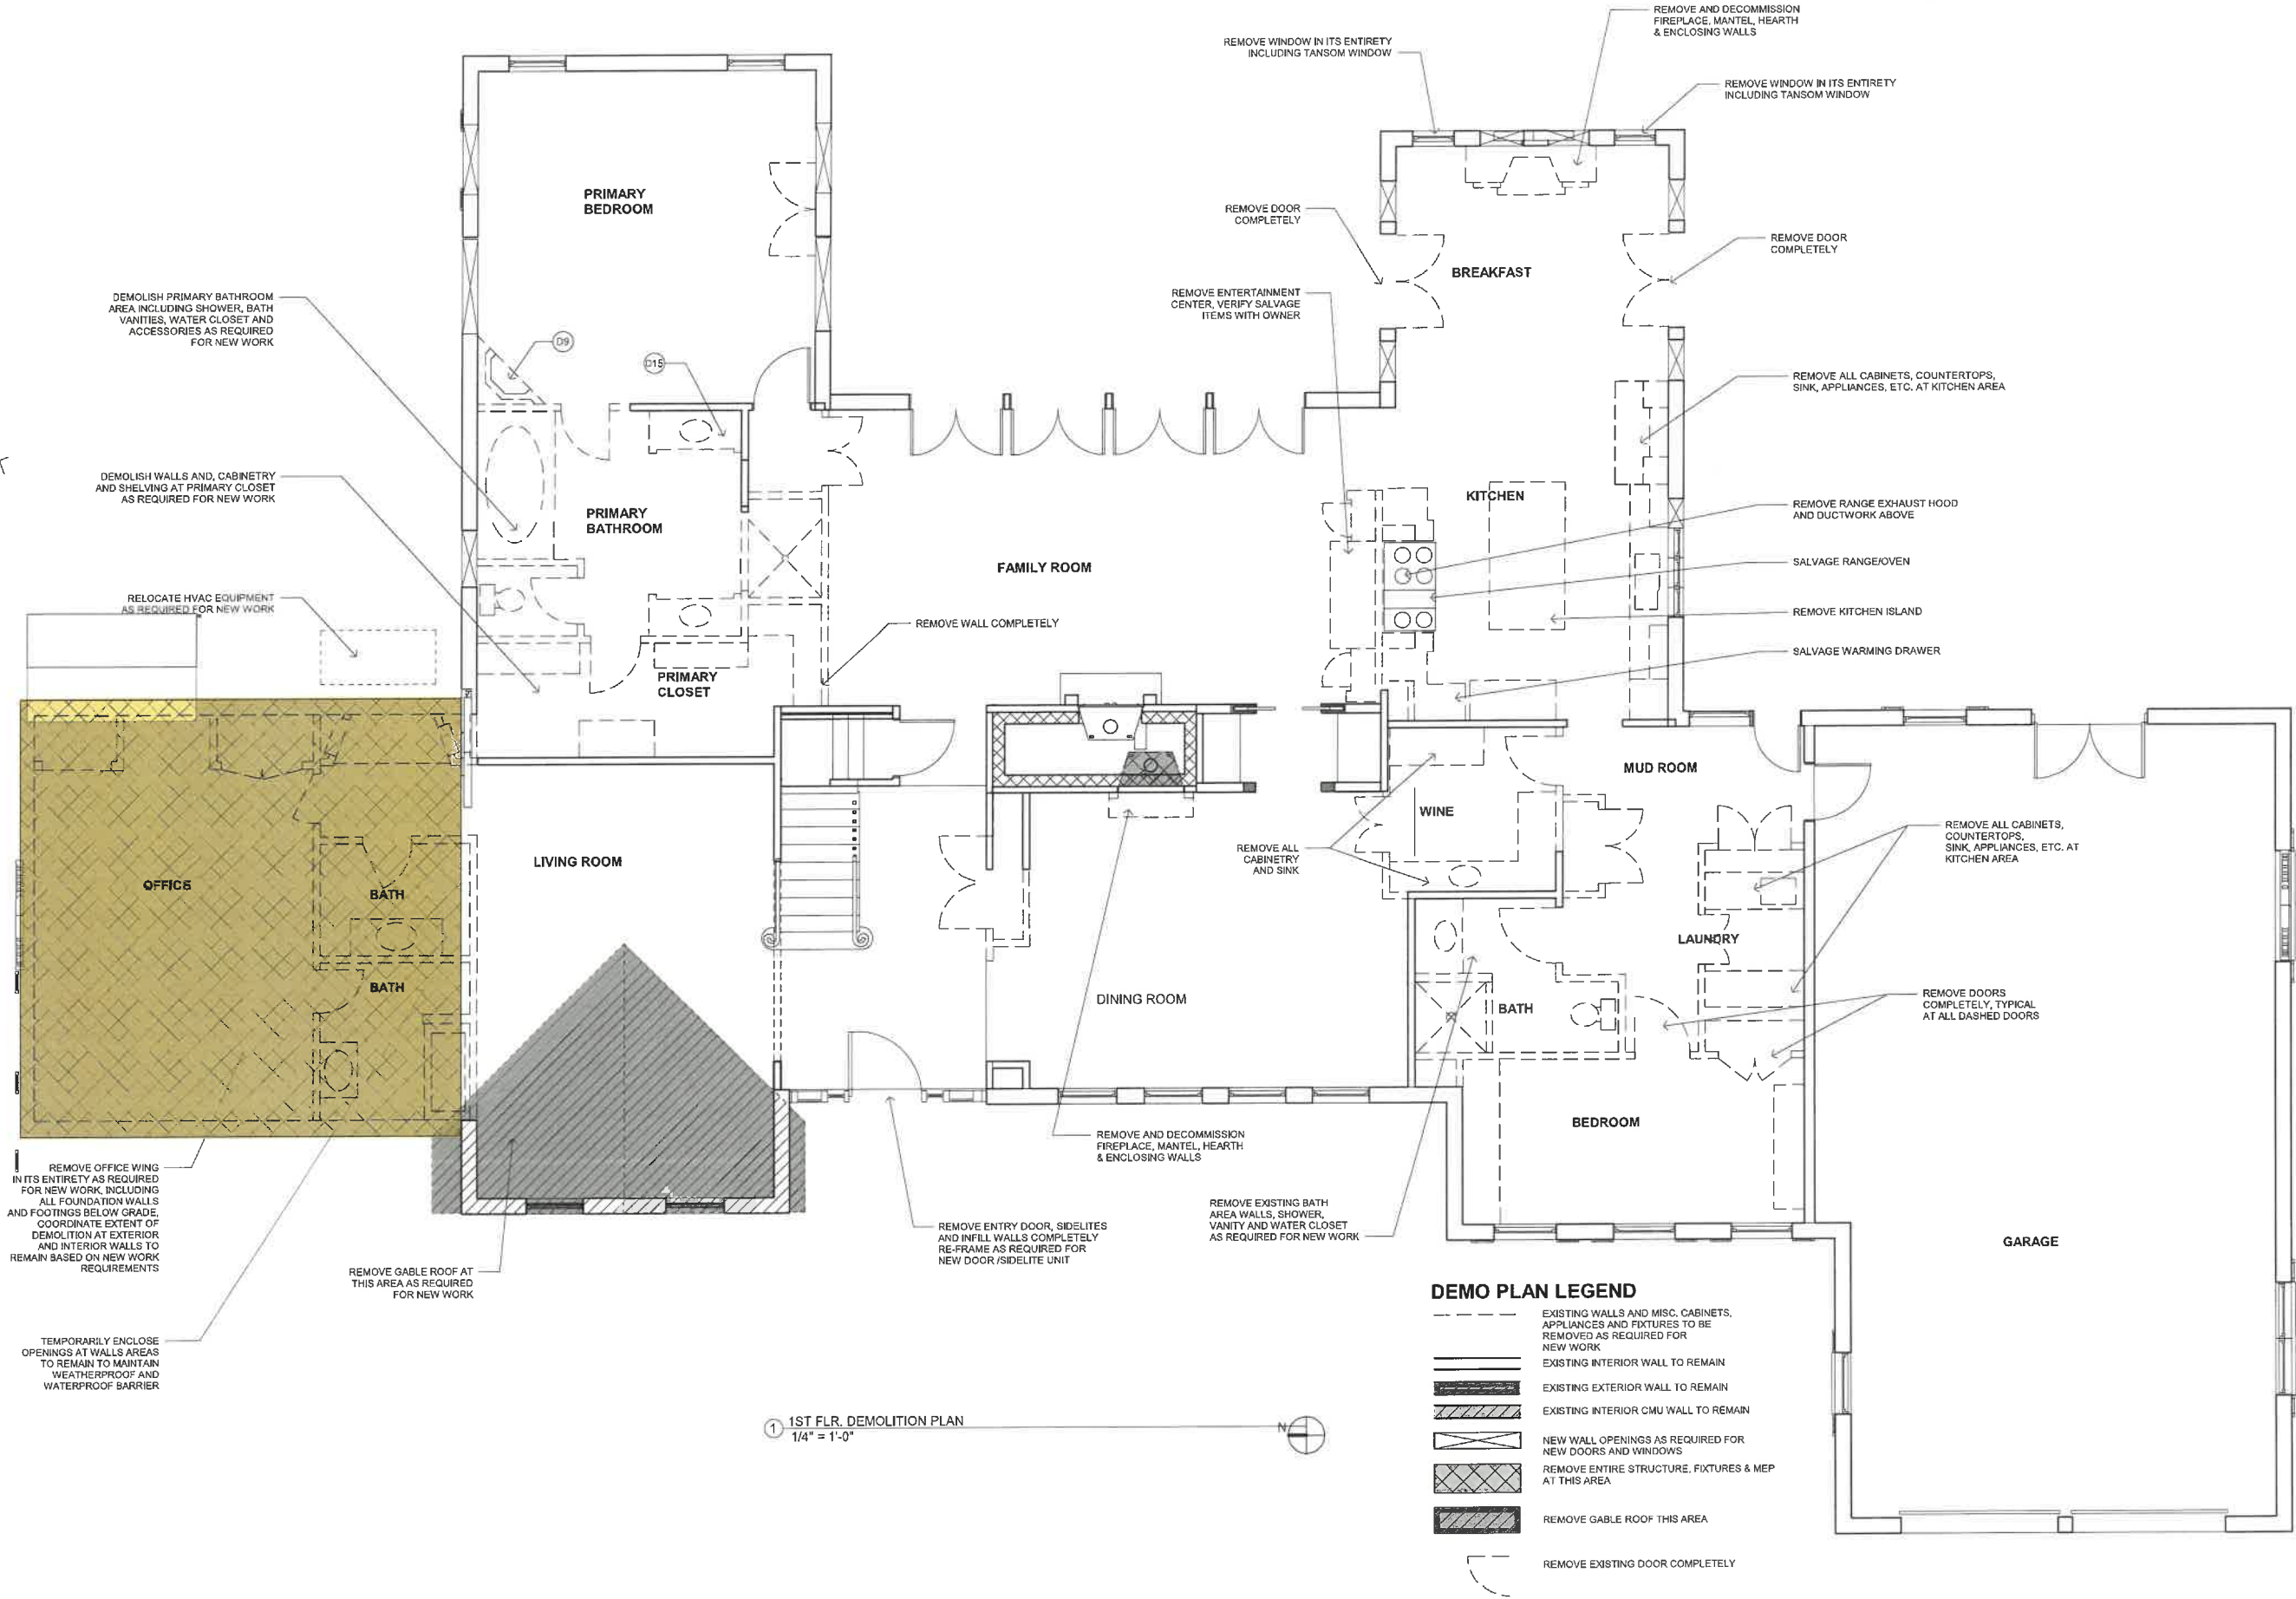 REMOVE AND DECOMMISSION
FIREPLACE, MANTEL, HEARTH
& ENCLOSING WALLS
REMOVE WINDOW IN ITS ENTIRETY
INCLUDING TANSOM WINDOW
REMOVE WINDOW IN ITS ENTIRETY
INCLUDING TANSOM WINDOW
PRIMARY
BEDROOM
REMOVE DOOR
COMPLETELY
REMOVE DOOR
COMPLETELY
BREAKFAST
DEMOLISH PRIMARY BATHROOM
AREA INCLUDING SHOWER, BATH
VANITIES, WATER CLOSET AND
ACCESSORIES AS REQUIRED
FOR NEW WORK
REMOVE ENTERTAINMENT
CENTER, VERIFY SALVAGE
ITEMS WITH OWNER
D9
D15
REMOVE ALL CABINETS, COUNTERTOPS,
SINK, APPLIANCES, ETC. AT KITCHEN AREA
DEMOLISH WALLS AND, CABINETRY
AND SHELVING AT PRIMARY CLOSET
AS REQUIRED FOR NEW WORK
KITCHEN
REMOVE RANGE EXHAUST HOOD
AND DUCTWORK ABOVE
PRIMARY
BATHROOM
FAMILY ROOM
SALVAGE RANGE/OVEN
RELOCATE HVAC EQUIPMENT
AS REQUIRED FOR NEW WORK
REMOVE KITCHEN ISLAND
REMOVE WALL COMPLETELY
SALVAGE WARMING DRAWER
PRIMARY
CLOSET
MUD ROOM
WINE
REMOVE ALL
CABINETRY
AND SINK
REMOVE ALL CABINETS,
COUNTERTOPS,
SINK, APPLIANCES, ETC. AT
KITCHEN AREA
LIVING ROOM
OFFICE
BATH
LAUNDRY
BATH
DINING ROOM
BATH
REMOVE DOORS
COMPLETELY, TYPICAL
AT ALL DASHED DOORS
BEDROOM
REMOVE AND DECOMMISSION
FIREPLACE, MANTEL, HEARTH
& ENCLOSING WALLS
REMOVE OFFICE WING
IN ITS ENTIRETY AS REQUIRED
FOR NEW WORK, INCLUDING
ALL FOUNDATION WALLS
AND FOOTINGS BELOW GRADE,
COORDINATE EXTENT OF
DEMOLITION AT EXTERIOR
AND INTERIOR WALLS TO
REMAIN BASED ON NEW WORK
REQUIREMENTS
REMOVE EXISTING BATH
AREA WALLS, SHOWER,
VANITY AND WATER CLOSET
AS REQUIRED FOR NEW WORK
REMOVE ENTRY DOOR, SIDELITES
AND INFILL WALLS COMPLETELY
RE-FRAME AS REQUIRED FOR
NEW DOOR /SIDELITE UNIT
GARAGE
REMOVE GABLE ROOF AT
THIS AREA AS REQUIRED
FOR NEW WORK
TEMPORARILY ENCLOSE
OPENINGS AT WALLS AREAS
TO REMAIN TO MAINTAIN
WEATHERPROOF AND
WATERPROOF BARRIER
DEMO PLAN LEGEND
EXISTING WALLS AND MISC. CABINETS,
APPLIANCES AND FIXTURES TO BE
REMOVED AS REQUIRED FOR
NEW WORK
EXISTING INTERIOR WALL TO REMAIN
EXISTING EXTERIOR WALL TO REMAIN
EXISTING INTERIOR CMU WALL TO REMAIN
NEW WALL OPENINGS AS REQUIRED FOR
NEW DOORS AND WINDOWS
REMOVE ENTIRE STRUCTURE, FIXTURES & MEP
AT THIS AREA
REMOVE GABLE ROOF THIS AREA
REMOVE EXISTING DOOR COMPLETELY
1 1ST FLR. DEMOLITION PLAN
1/4" = 1'-0"
N